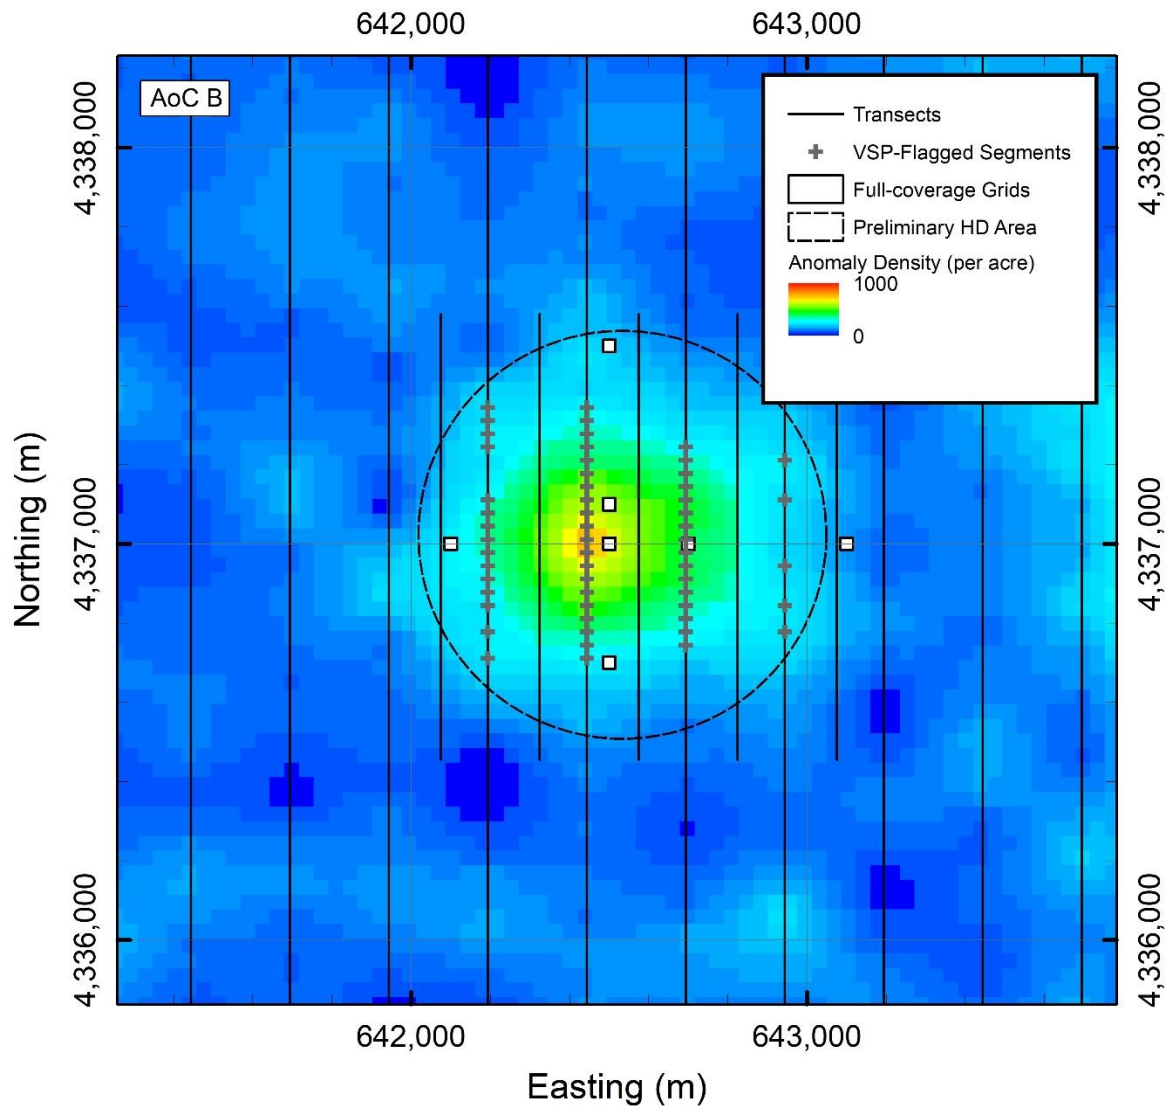 642,000
643,000
AoC B
Transects
VSP-Flagged Segments
Full-coverage Grids
Preliminary HD Area
Anomaly Density (per acre)
1000
0
4,338,000
4,338,000
4,337,000
4,337,000
4,336,000
4,336,000
Northing (m)
642,000
643,000
Easting (m)